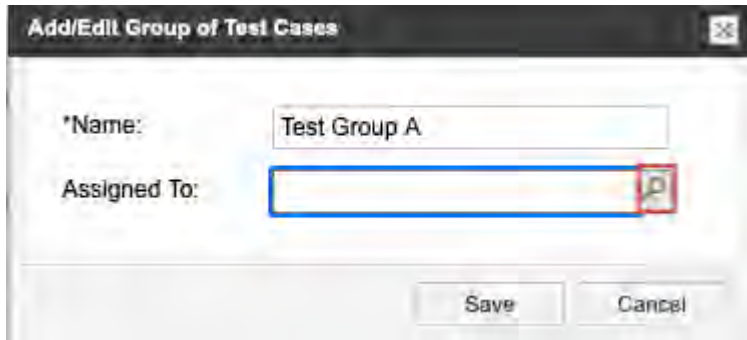 Add/Edit Group of Test Cases
*Name: Test Group A
Assigned To:
Save Cancel